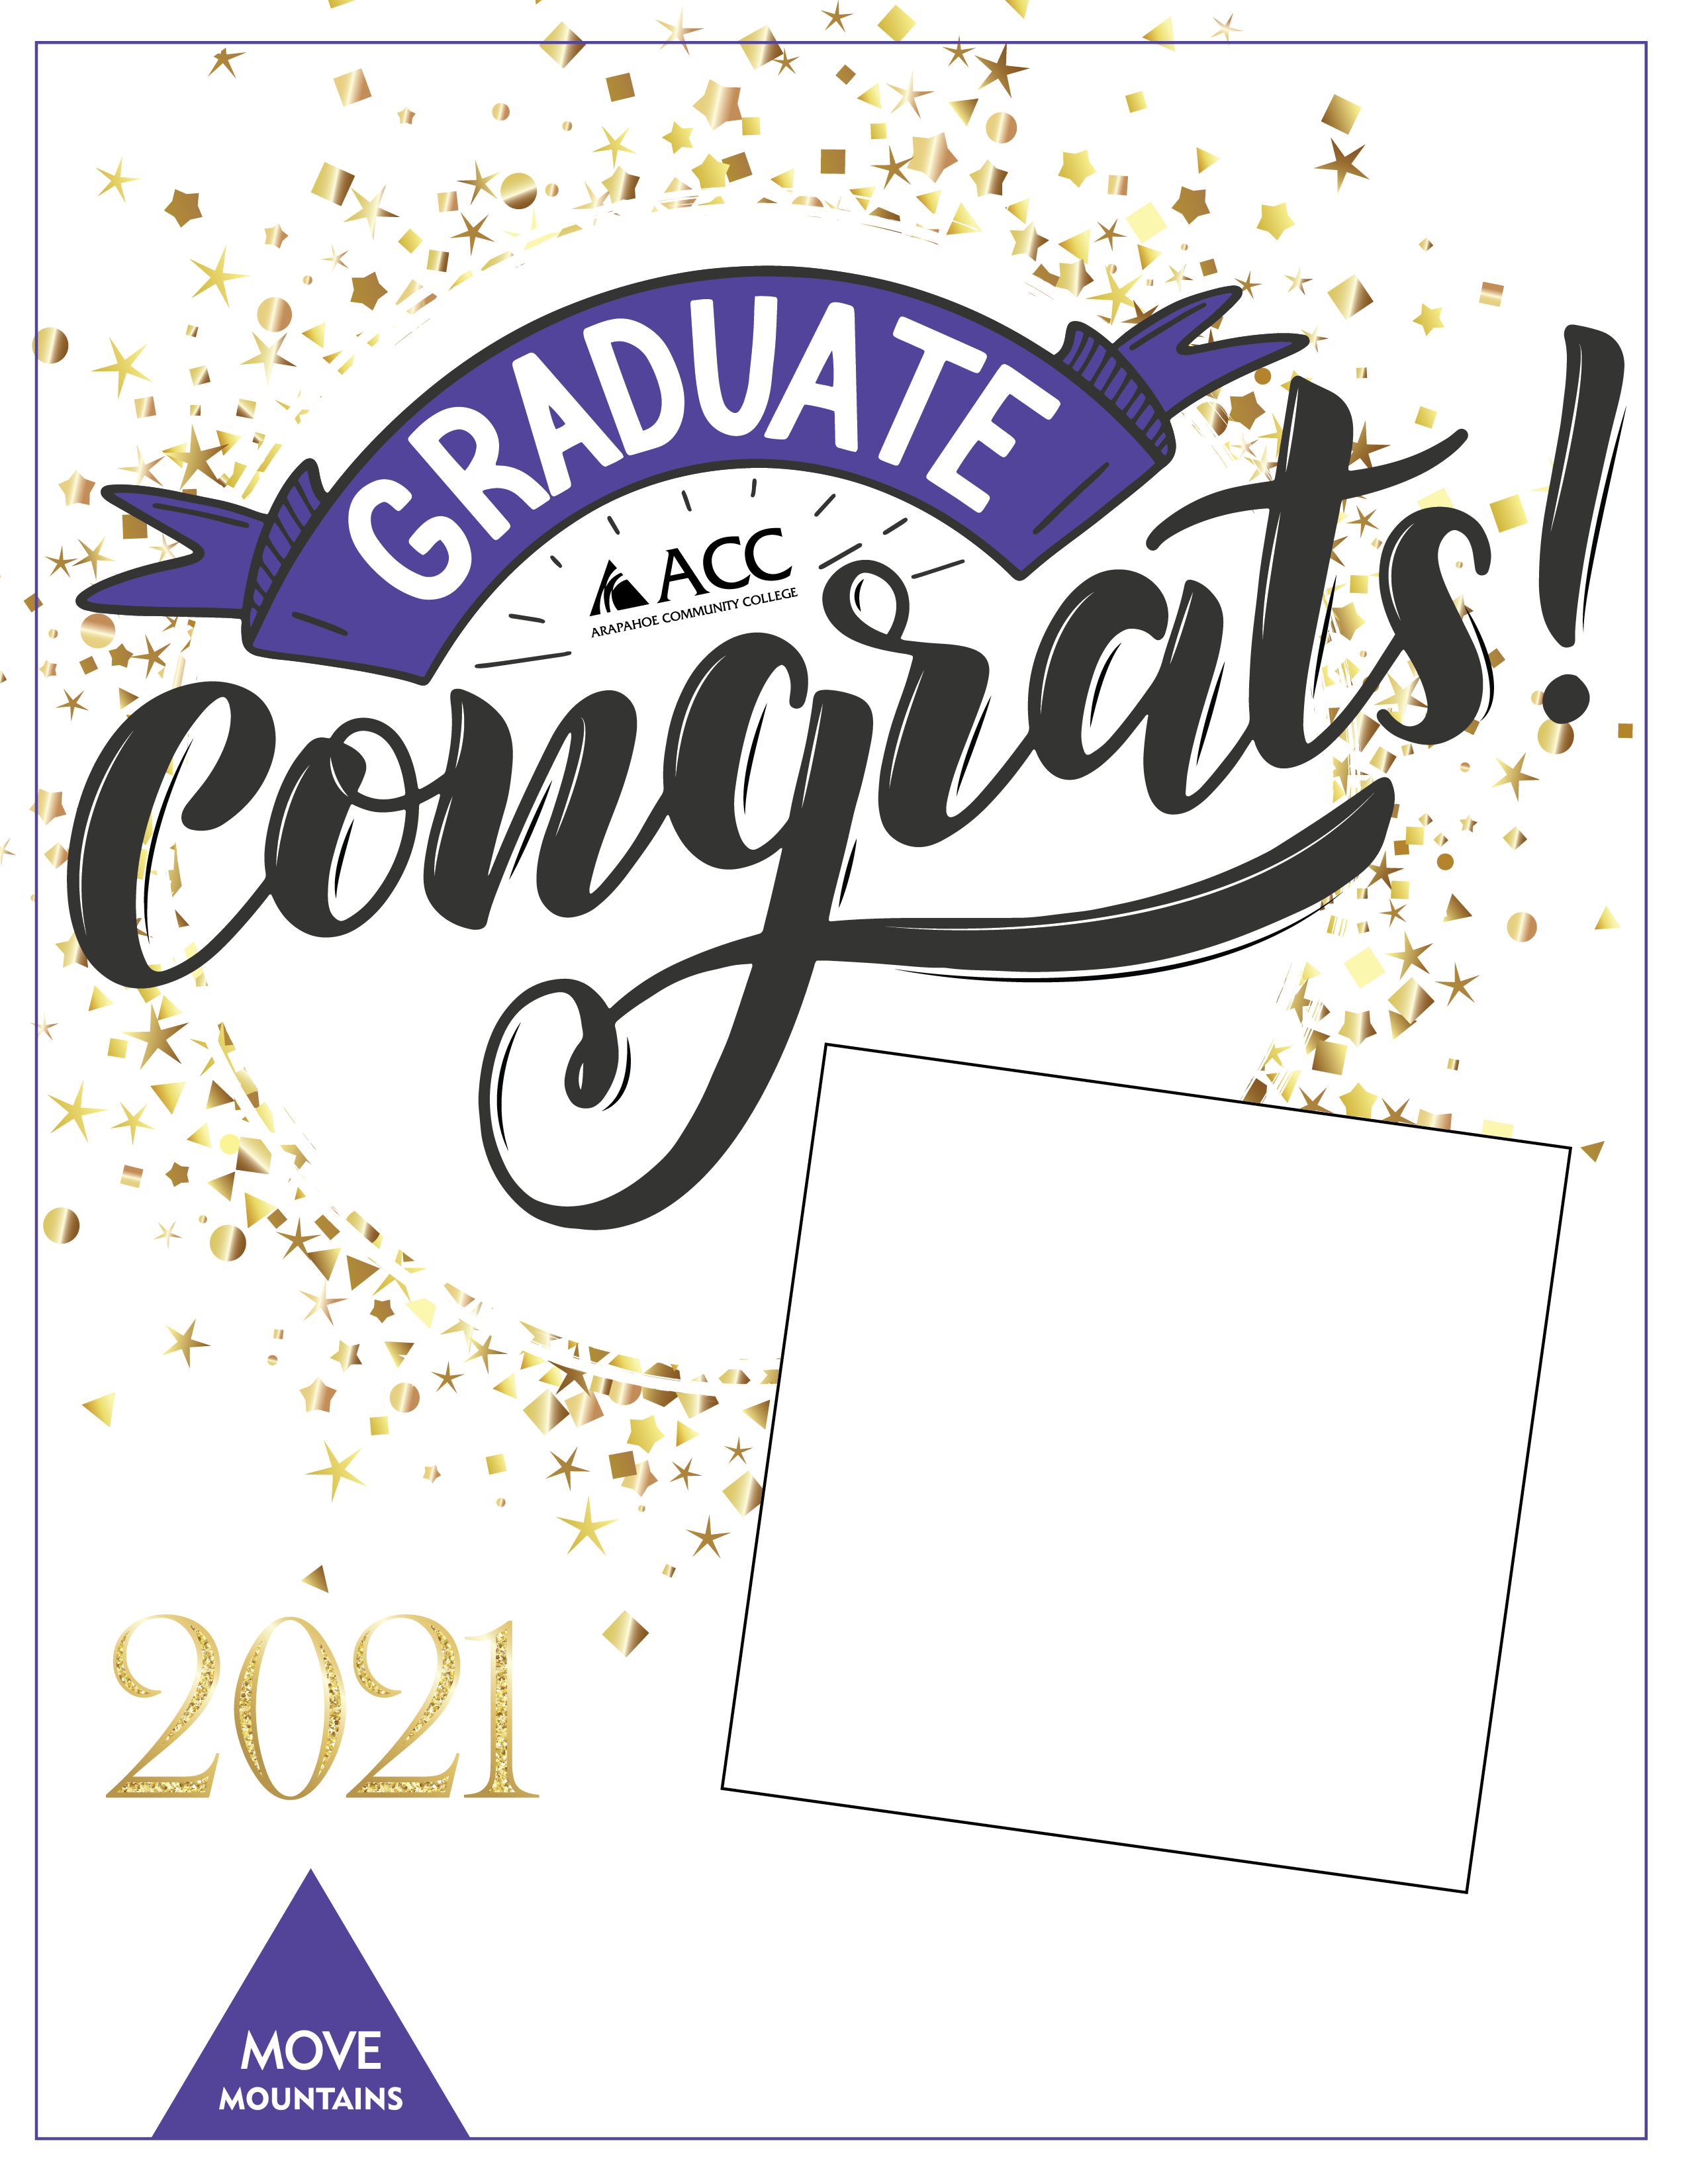 GRADUATE
ACC
ARAPAHOE COMMUNITY COLLEGE
Congrats!
2021
MOVE
MOUNTAINS